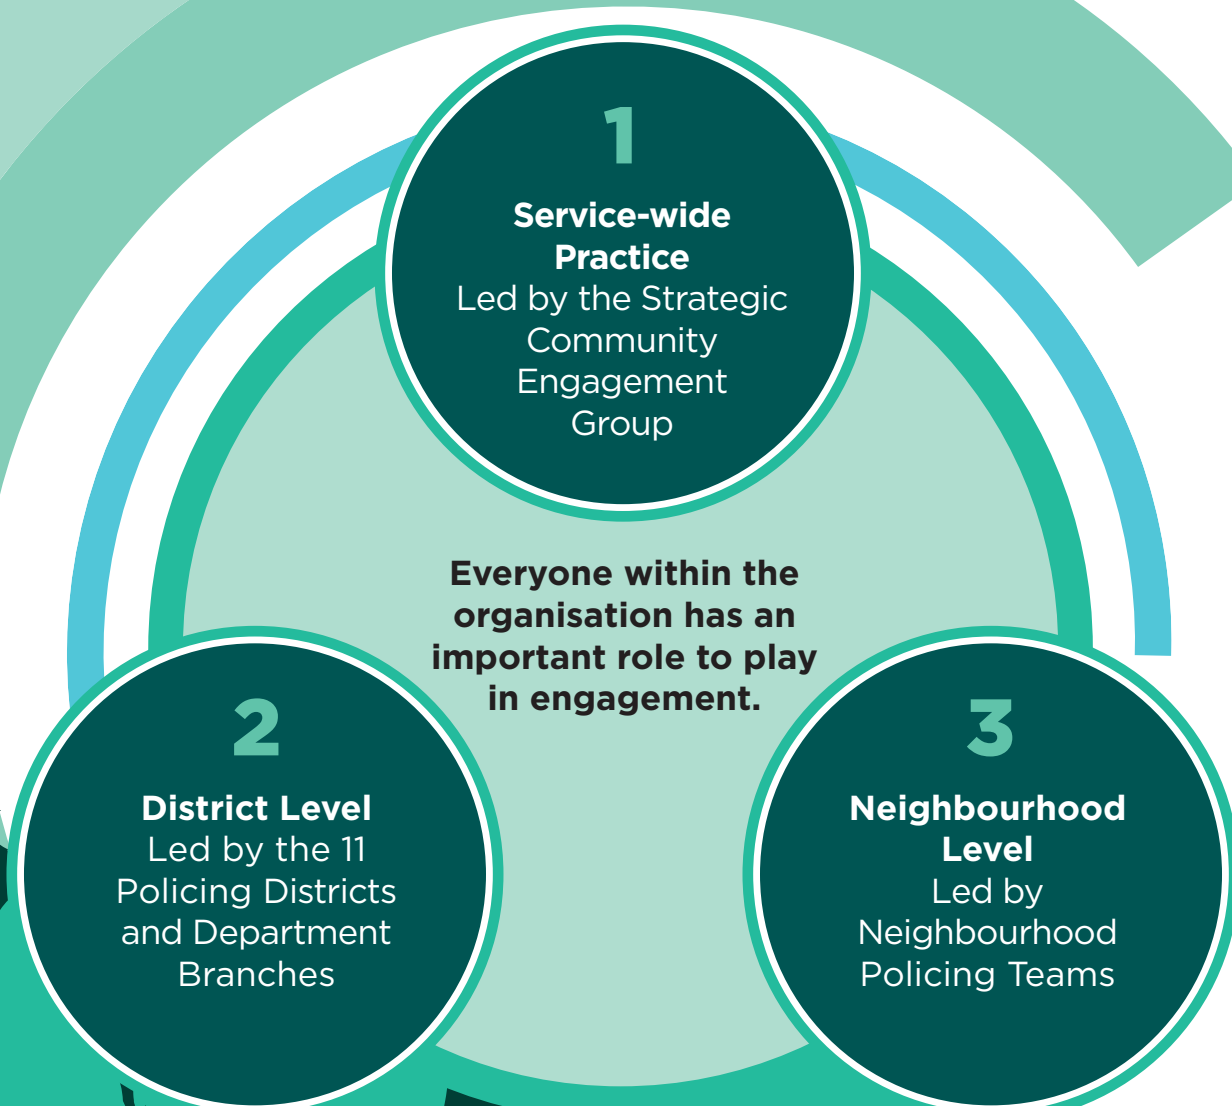 1
Service-wide
Practice
Led by the Strategic
Community
Engagement
Group
Everyone within the
organisation has an
important role to play
in engagement.
2
District Level
Led by the 11
Policing Districts
and Department
Branches
3
Neighbourhood
Level
Led by
Neighbourhood
Policing Teams